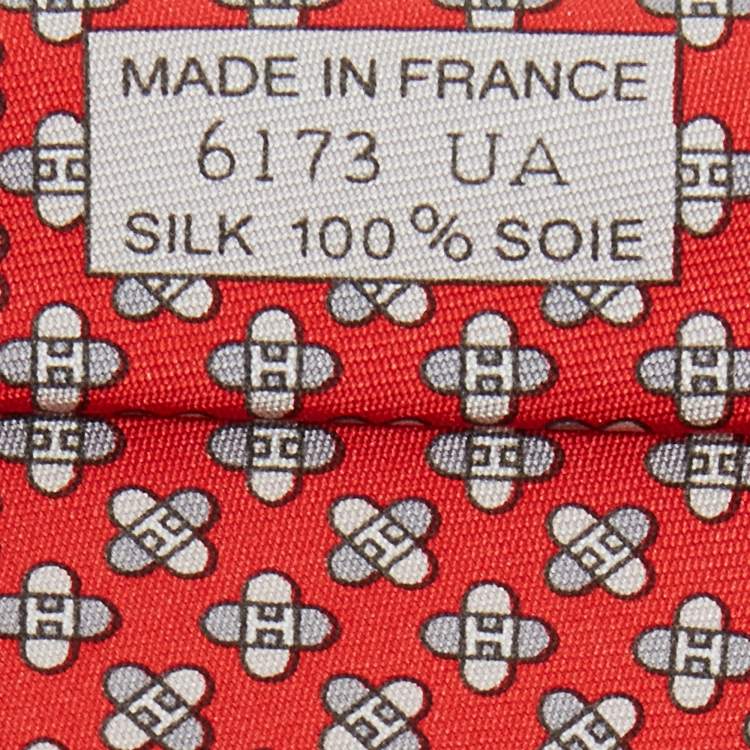 MADE IN FRANCE
6173 UA
SILK 100% SOIE